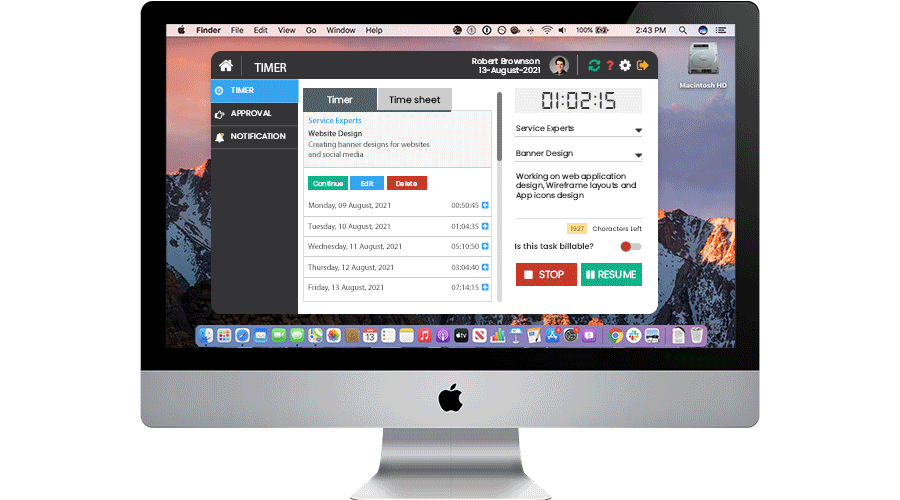 Finder File Edit View Go Window Help 100% 2:43 PM
Macintosh HD
TIMER
Robert Brownson
13-August-2021
?
TIMER
APPROVAL
NOTIFICATION
Timer Time sheet
Service Experts
Website Design
Creating banner designs for websites
and social media
Continue Edit Delete
Monday, 09 August, 2021 00:50:45
Tuesday, 10 August, 2021 01:04:35
Wednesday, 11 August, 2021 05:10:50
Thursday, 12 August, 2021 03:04:40
Friday, 13 August, 2021 07:14:15
01:02:15
Service Experts
Banner Design
Working on web application
design, Wireframe layouts and
App icons design
1927 Characters Left
Is this task billable?
STOP RESUME
13
tv